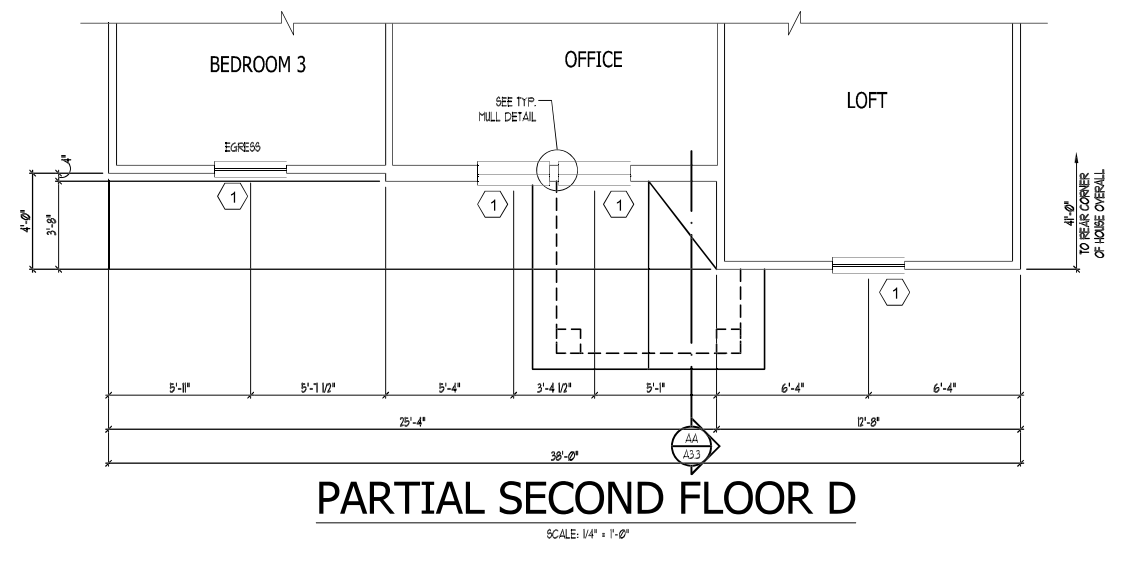 BEDROOM 3
OFFICE
LOFT
SEE TYP.
MULL DETAIL
EGRESS
4"
4'-0"
3'-8"
1
1
1
1
41'-0"
TO REAR CORNER
OF HOUSE OVERALL
5'-11"
5'-7 1/2"
5'-4"
3'-4 1/2"
5'-1"
6'-4"
6'-4"
25'-4"
12'-8"
AA
A3.3
38'-0"
PARTIAL SECOND FLOOR D
SCALE: 1/4" = 1'-0"